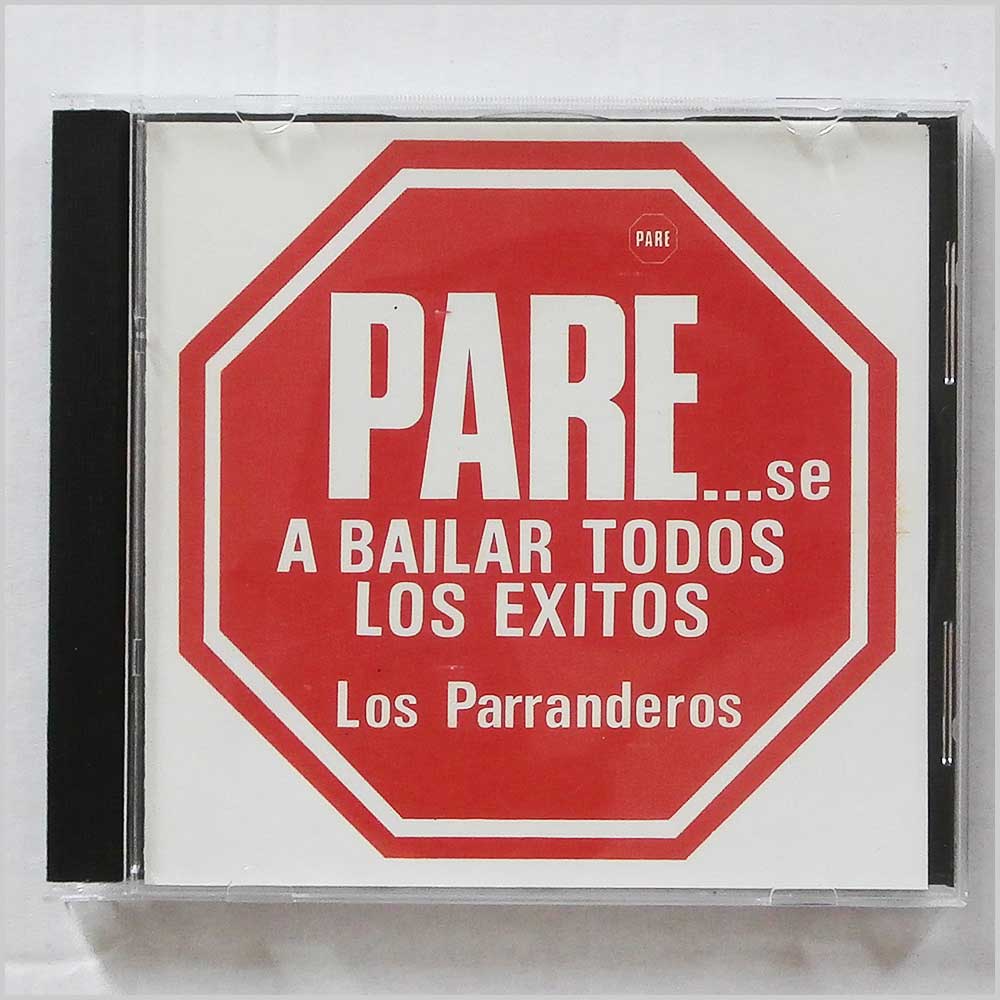 PARE
PARE...se
A BAILAR TODOS
LOS EXITOS
Los Parranderos